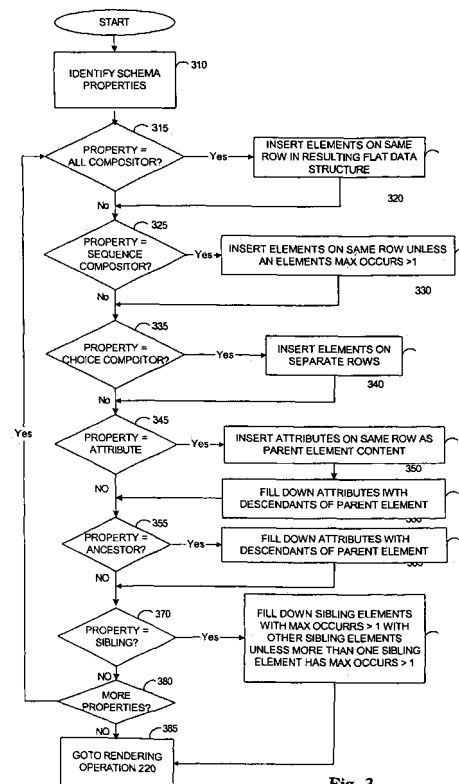 START
310
IDENTIFY SCHEMA
PROPERTIES
315
PROPERTY =
ALL COMPOSITOR?
Yes
INSERT ELEMENTS ON SAME
ROW IN RESULTING FLAT DATA
STRUCTURE
320
No
325
PROPERTY =
SEQUENCE
COMPOSITOR?
Yes
INSERT ELEMENTS ON SAME ROW UNLESS
AN ELEMENTS MAX OCCURS >1
330
No
335
PROPERTY =
CHOICE COMPOITOR?
Yes
INSERT ELEMENTS ON
SEPARATE ROWS
340
No
345
Yes
PROPERTY =
ATTRIBUTE
Yes
INSERT ATTRIBUTES ON SAME ROW AS
PARENT ELEMENT CONTENT
350
NO
FILL DOWN ATTRIBUTES IWTH
DESCENDANTS OF PARENT ELEMENT
355
PROPERTY =
ANCESTOR?
Yes
FILL DOWN ATTRIBUTES WITH
DESCENDANTS OF PARENT ELEMENT
NO
370
PROPERTY =
SIBLING?
Yes
FILL DOWN SIBLING ELEMENTS
WITH MAX OCCURRS > 1 WITH
OTHER SIBLING ELEMENTS
UNLESS MORE THAN ONE SIBLING
ELEMENT HAS MAX OCCURS > 1
NO
380
MORE
PROPERTIES?
NO
385
GOTO RENDERING
OPERATION 220